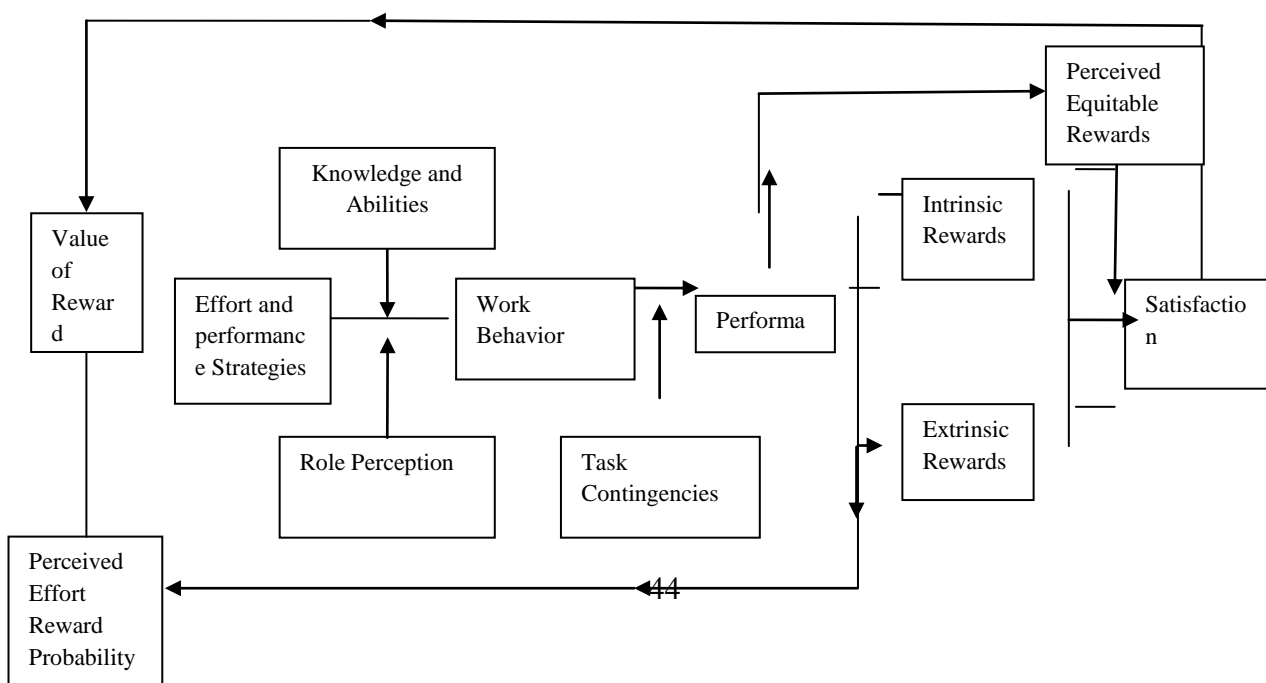 Perceived
Equitable
Rewards
Knowledge and
Abilities
Intrinsic
Rewards
Value
of
Rewar
d
Effort and
performanc
e Strategies
Work
Behavior
Performa
Satisfactio
n
Role Perception
Task
Contingencies
Extrinsic
Rewards
Perceived
Effort
Reward
Probability
44